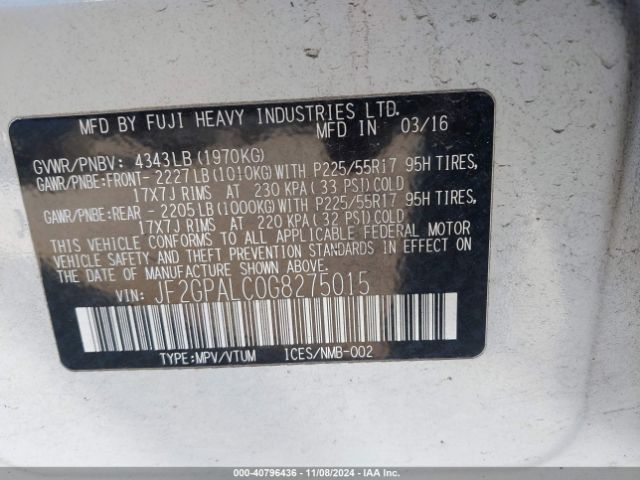 MFD BY FUJI HEAVY INDUSTRIES LTD.
MFD IN 03/16
GVWR/PNBV: 4343LB(1970KG)
GAWR/PNBE:FRONT- 2227LB(1010KG)WITH P225/55R17 95H TIRES,
17X7J RIMS AT 230 KPA(33 PSI)COLD
GAWR/PNBE:REAR - 2205LB(1000KG)WITH P225/55R17 95H TIRES,
17X7J RIMS AT 220 KPA(32 PSI)COLD
THIS VEHICLE CONFORMS TO ALL APPLICABLE FEDERAL MOTOR
VEHICLE SAFETY AND THEFT PREVENTION STANDARDS IN EFFECT ON
THE DATE OF MANUFACTURE SHOWN ABOVE.
VIN: JF2GPALC0G8275015
TYPE:MPV/VTUM ICES/NMB-002
000-40796436 - 11/08/2024 - IAA, Inc.